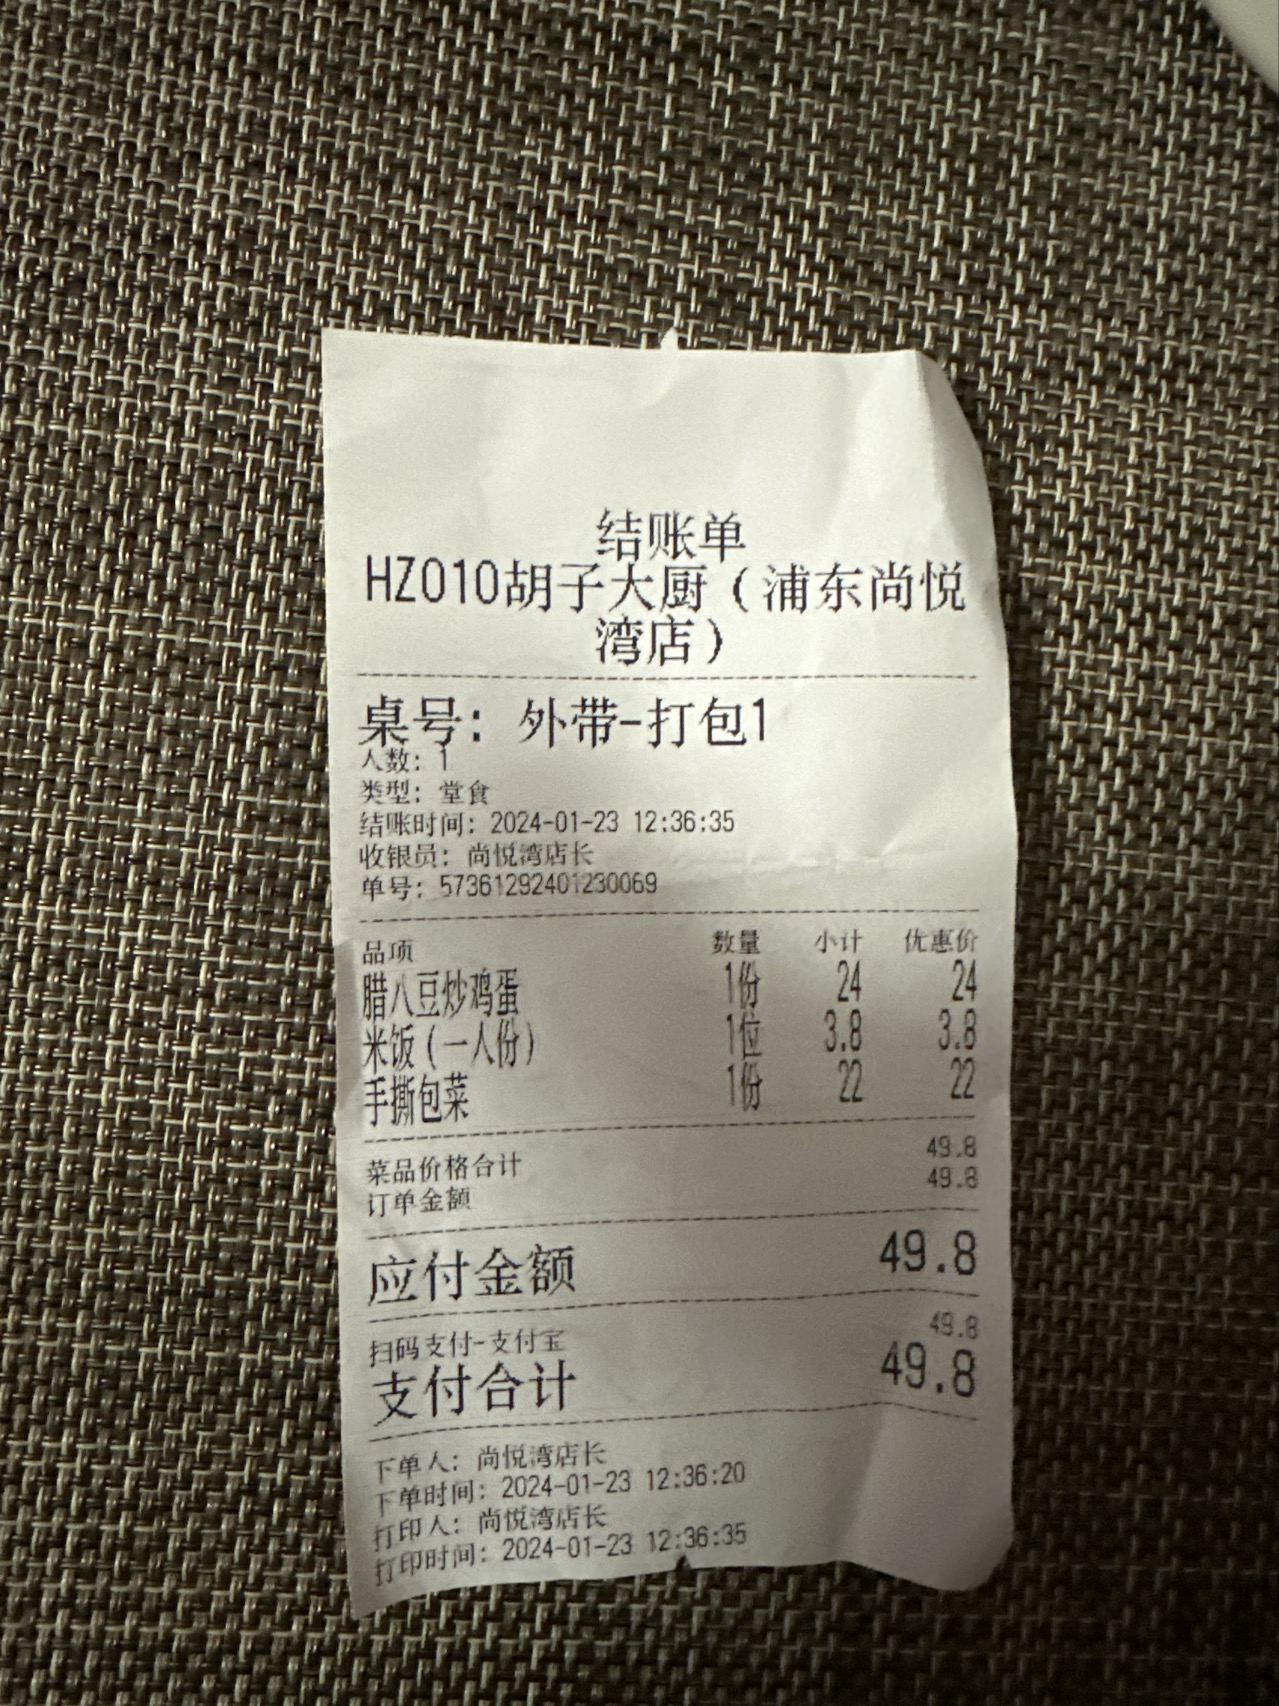 结账单
HZ010胡子大厨（浦东尚悦
湾店）
桌号：外带-打包1
人数：1
类型：堂食
结账时间：2024-01-23 12:36:35
收银员：尚悦湾店长
单号：57361292401230069
品项 数量 小计 优惠价
腊八豆炒鸡蛋 1份 24 24
米饭（一人份） 1位 3.8 3.8
手撕包菜 1份 22 22
菜品价格合计 49.8
订单金额 49.8
应付金额 49.8
扫码支付-支付宝 49.8
支付合计 49.8
下单人：尚悦湾店长
下单时间：2024-01-23 12:36:20
打印人：尚悦湾店长
打印时间：2024-01-23 12:36:35